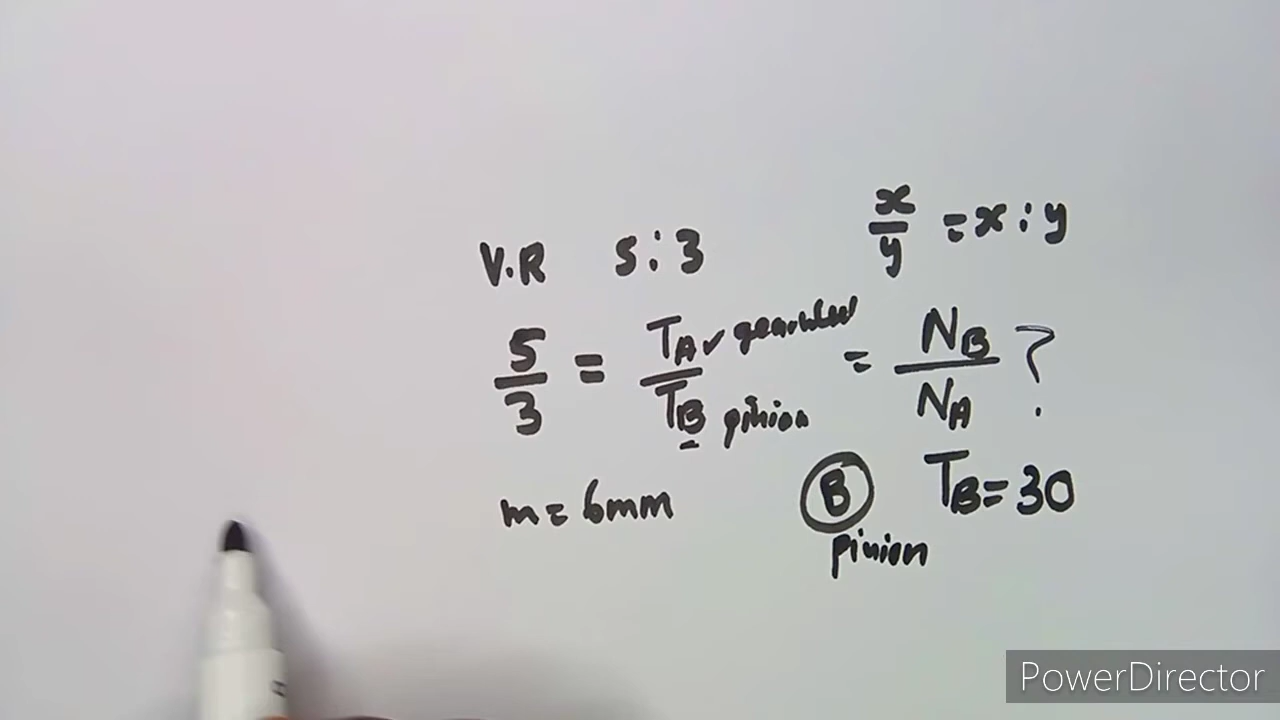 x/y = x : y
V.R 5 : 3
5/3 = TA gearwheel / TB pinion = NB/NA ?
m = 6mm B TB = 30
pinion
PowerDirector